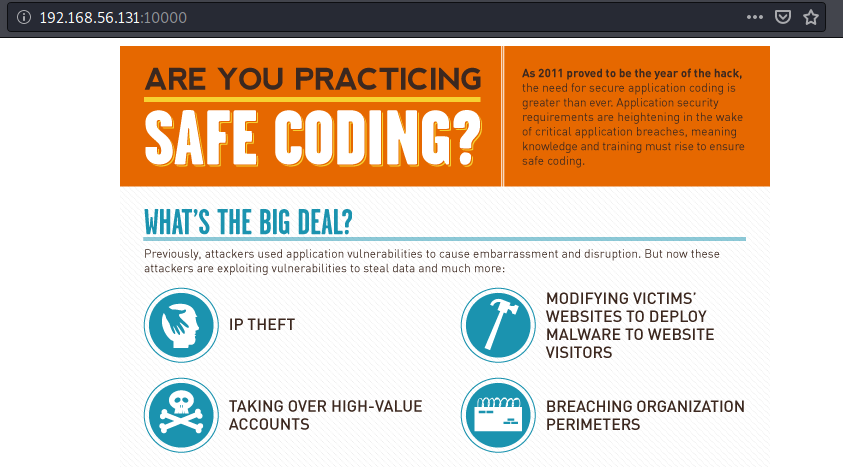 192.168.56.131:10000
ARE YOU PRACTICING
SAFE CODING?
As 2011 proved to be the year of the hack,
the need for secure application coding is
greater than ever. Application security
requirements are heightening in the wake
of critical application breaches, meaning
knowledge and training must rise to ensure
safe coding.
WHAT'S THE BIG DEAL?
Previously, attackers used application vulnerabilities to cause embarrassment and disruption. But now these
attackers are exploiting vulnerabilities to steal data and much more:
IP THEFT
MODIFYING VICTIMS'
WEBSITES TO DEPLOY
MALWARE TO WEBSITE
VISITORS
TAKING OVER HIGH-VALUE
ACCOUNTS
BREACHING ORGANIZATION
PERIMETERS